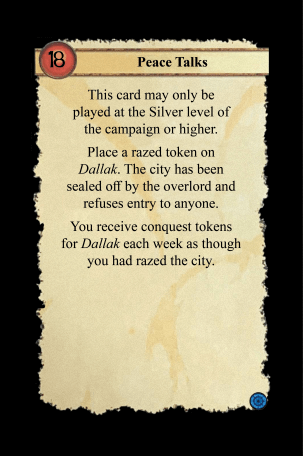 18
Peace Talks
This card may only be
played at the Silver level of
the campaign or higher.
Place a razed token on
Dallak. The city has been
sealed off by the overlord and
refuses entry to anyone.
You receive conquest tokens
for Dallak each week as though
you had razed the city.